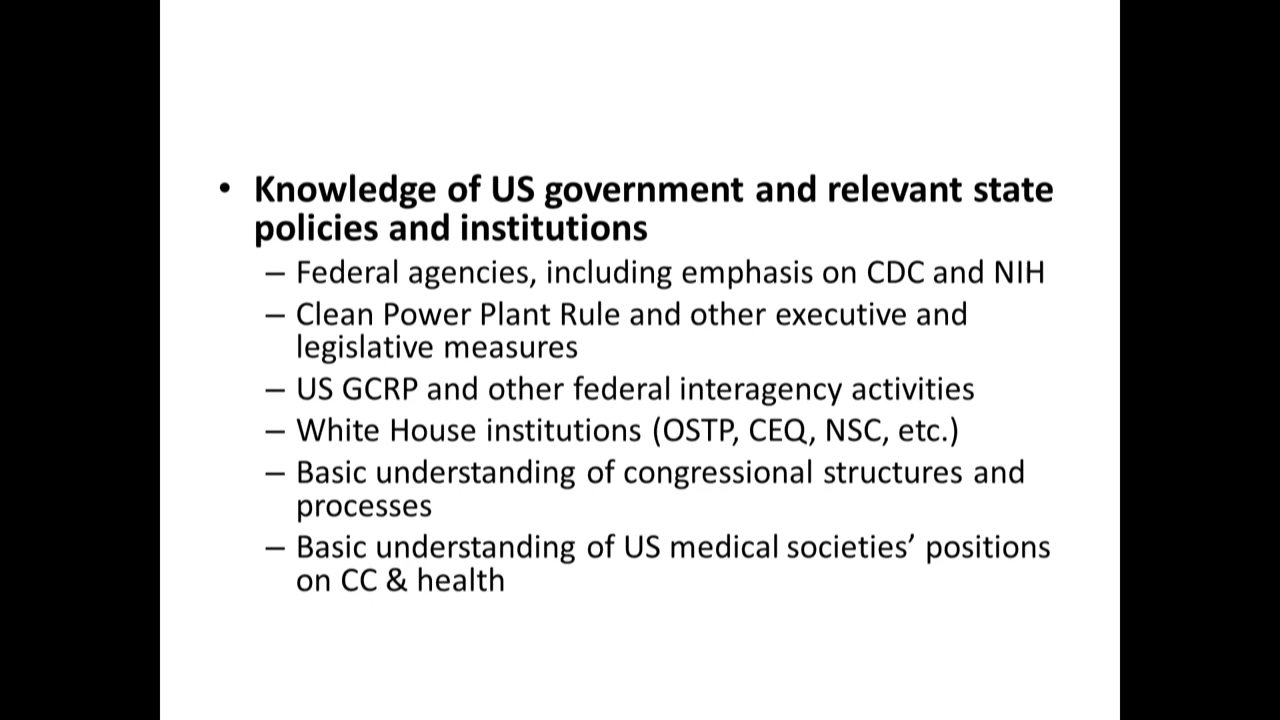 • Knowledge of US government and relevant state
policies and institutions
– Federal agencies, including emphasis on CDC and NIH
– Clean Power Plant Rule and other executive and
legislative measures
– US GCRP and other federal interagency activities
– White House institutions (OSTP, CEQ, NSC, etc.)
– Basic understanding of congressional structures and
processes
– Basic understanding of US medical societies’ positions
on CC & health